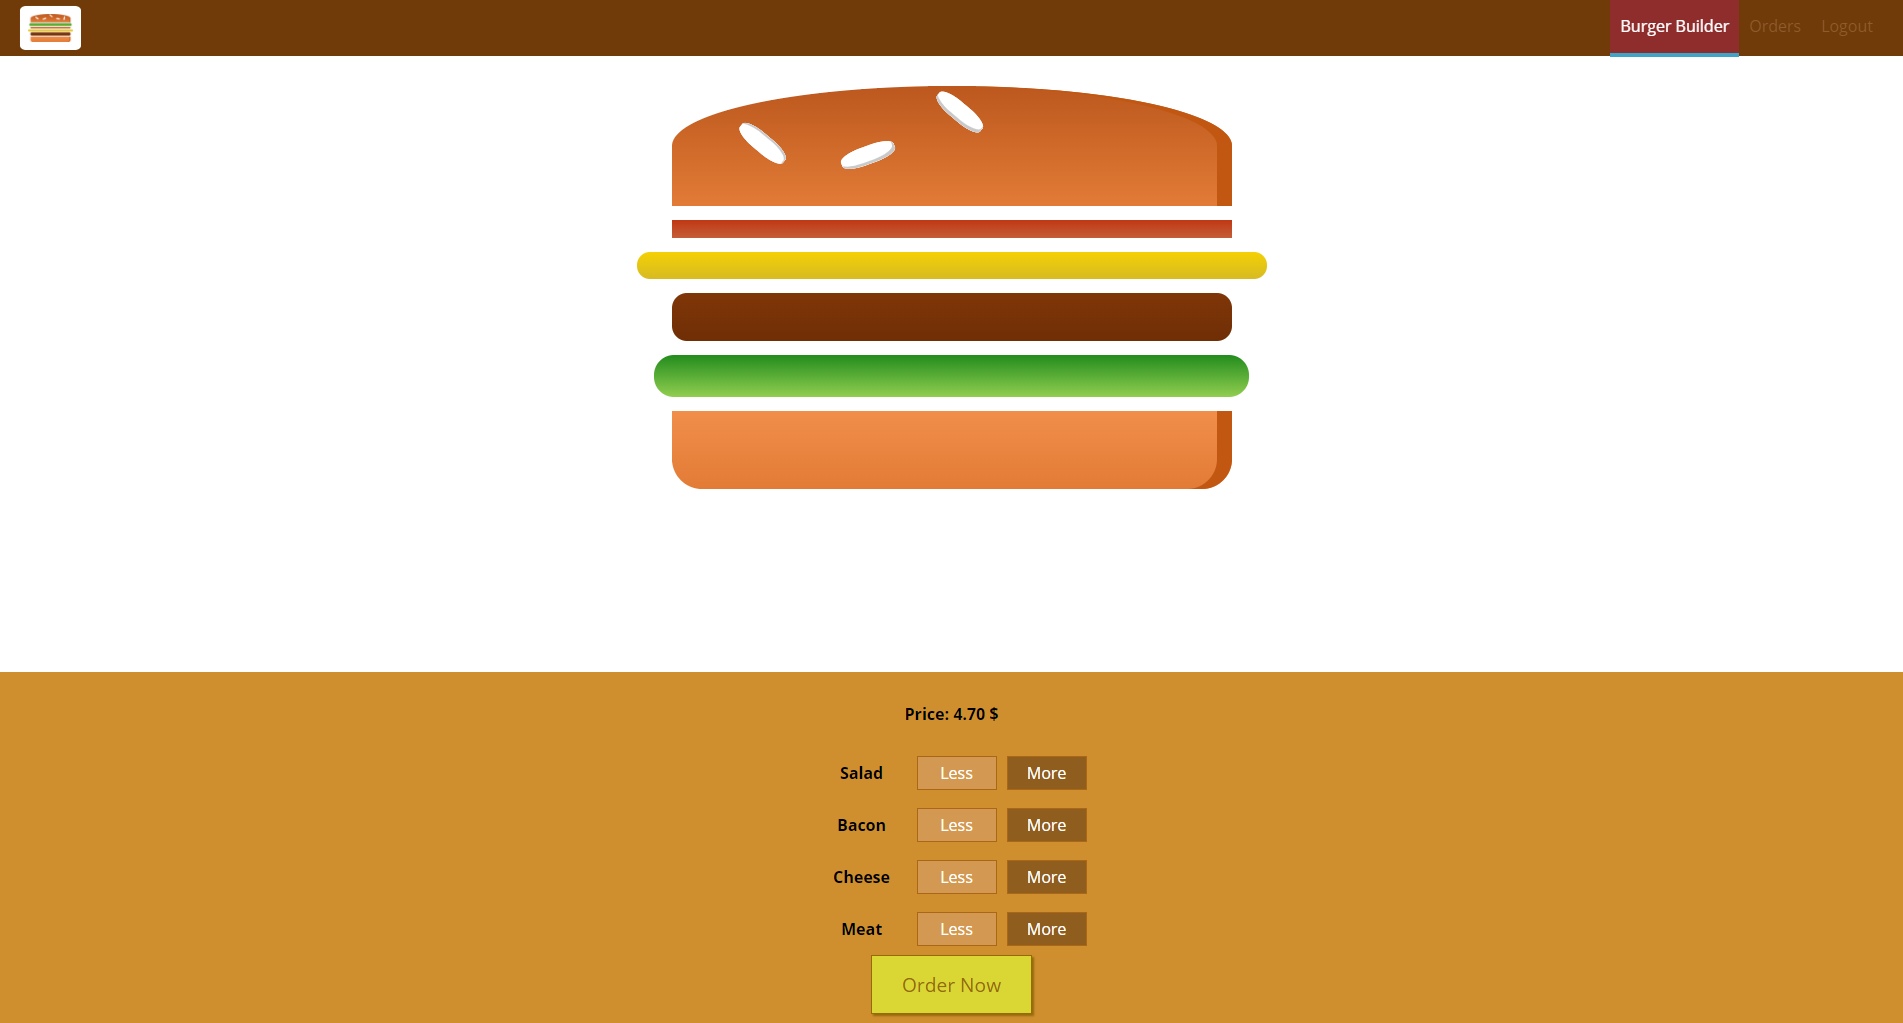 Burger Builder Orders Logout
Price: 4.70 $
Salad Less More
Bacon Less More
Cheese Less More
Meat Less More
Order Now